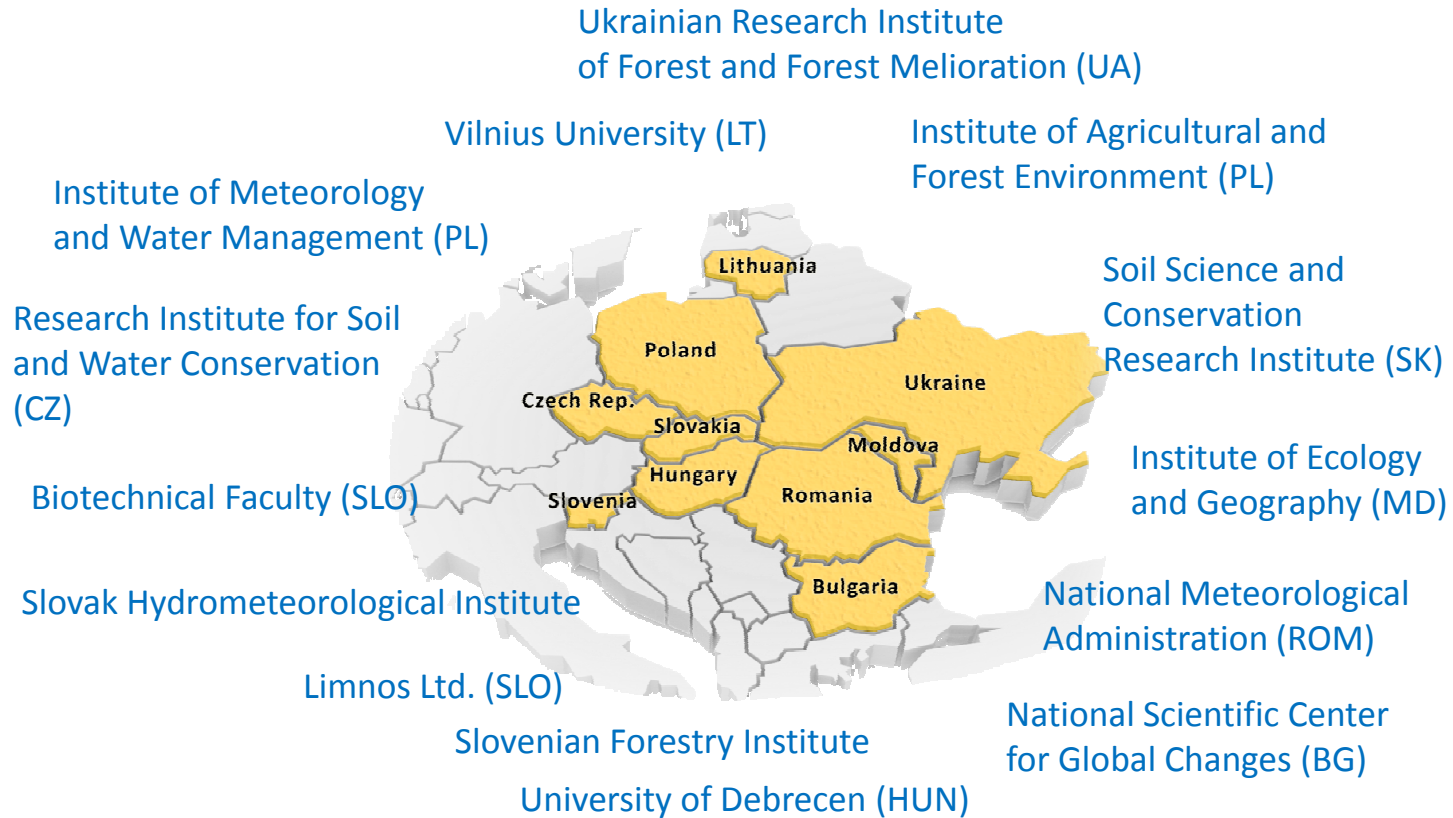 Ukrainian Research Institute
of Forest and Forest Melioration (UA)
Vilnius University (LT)
Institute of Agricultural and
Forest Environment (PL)
Institute of Meteorology
and Water Management (PL)
Soil Science and
Conservation
Research Institute (SK)
Research Institute for Soil
and Water Conservation
(CZ)
Lithuania
Poland
Ukraine
Czech Rep.
Slovakia
Moldova
Hungary
Romania
Slovenia
Bulgaria
Institute of Ecology
and Geography (MD)
Biotechnical Faculty (SLO)
Slovak Hydrometeorological Institute
National Meteorological
Administration (ROM)
Limnos Ltd. (SLO)
National Scientific Center
for Global Changes (BG)
Slovenian Forestry Institute
University of Debrecen (HUN)